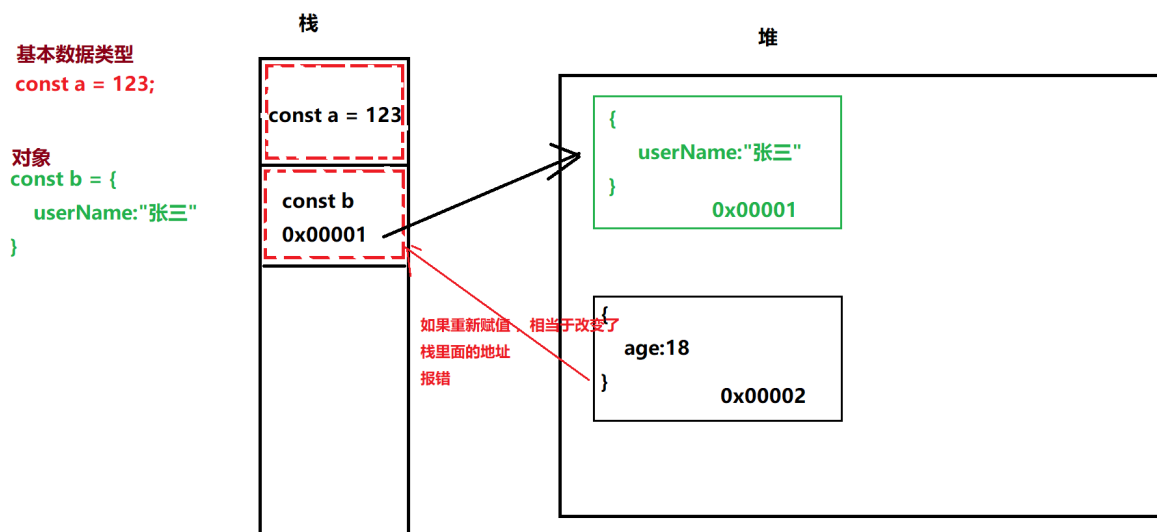 栈
堆
基本数据类型
const a = 123;
对象
const b = {
userName:"张三"
}
const a = 123
const b
0x00001
{
userName:"张三"
}
0x00001
如果重新赋值，相当于改变了
栈里面的地址
报错
{
age:18
}
0x00002